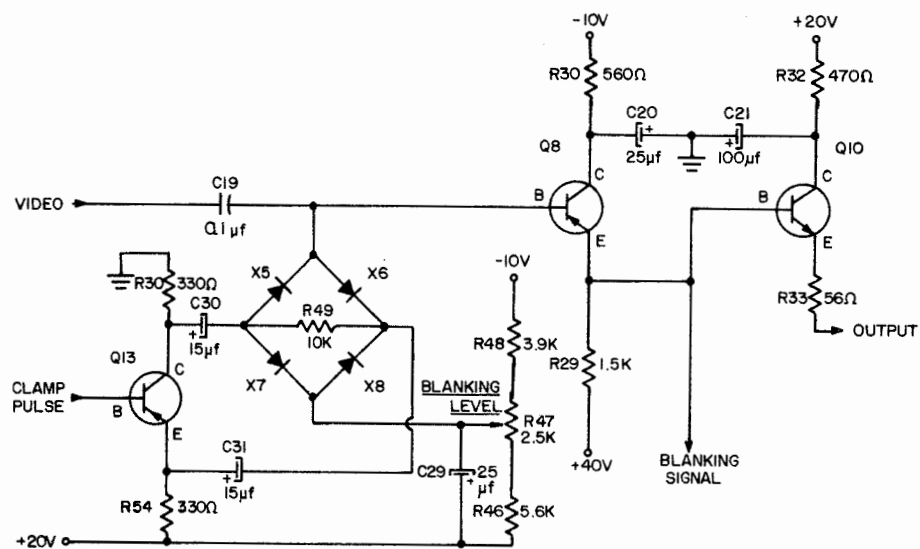 -10V
+20V
R30 560Ω
R32 470Ω
C20
C21
Q8
+
25µf
+
100µf
Q10
C19
C
C
VIDEO
B
B
0.1 µf
E
E
-10V
R30 330Ω
X5
X6
C30
R33 56Ω
R49
+
15µf
10K
R48 3.9K
OUTPUT
Q13
C
X7
X8
R29 1.5K
CLAMP
PULSE
B
BLANKING
LEVEL
R47
2.5K
E
C31
+
15µf
C29
+
25
µf
+40V
BLANKING
SIGNAL
R54 330Ω
R46 5.6K
+20V